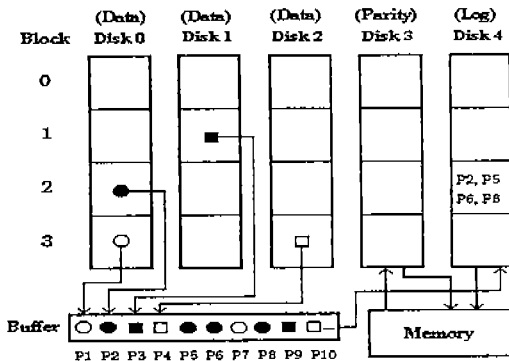 (Data) (Data) (Data) (Parity) (Log)
Block Disk 0 Disk 1 Disk 2 Disk 3 Disk 4
0
1
2 P2, P5
P6, P8
3
Buffer Memory
P1 P2 P3 P4 P5 P6 P7 P8 P9 P10